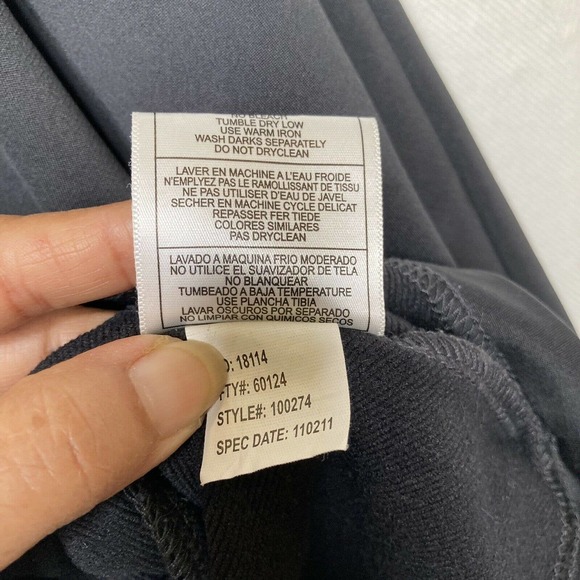 NO BLEACH
TUMBLE DRY LOW
USE WARM IRON
WASH DARKS SEPARATELY
DO NOT DRYCLEAN
LAVER EN MACHINE A L'EAU FROIDE
N'EMPLYEZ PAS LE RAMOLLISSANT DE TISSU
NE PAS UTILISER D'EAU DE JAVEL
SECHER EN MACHINE CYCLE DELICAT
REPASSER FER TIEDE
COLORES SIMILARES
PAS DRYCLEAN
LAVADO A MAQUINA FRIO MODERADO
NO UTILICE EL SUAVIZADOR DE TELA
NO BLANQUEAR
TUMBEADO A BAJA TEMPERATURE
USE PLANCHA TIBIA
LAVAR OSCUROS POR SEPARADO
NO LIMPIAR CON QUIMICOS SECOS
: 18114
TY#: 60124
STYLE#: 100274
SPEC DATE: 110211